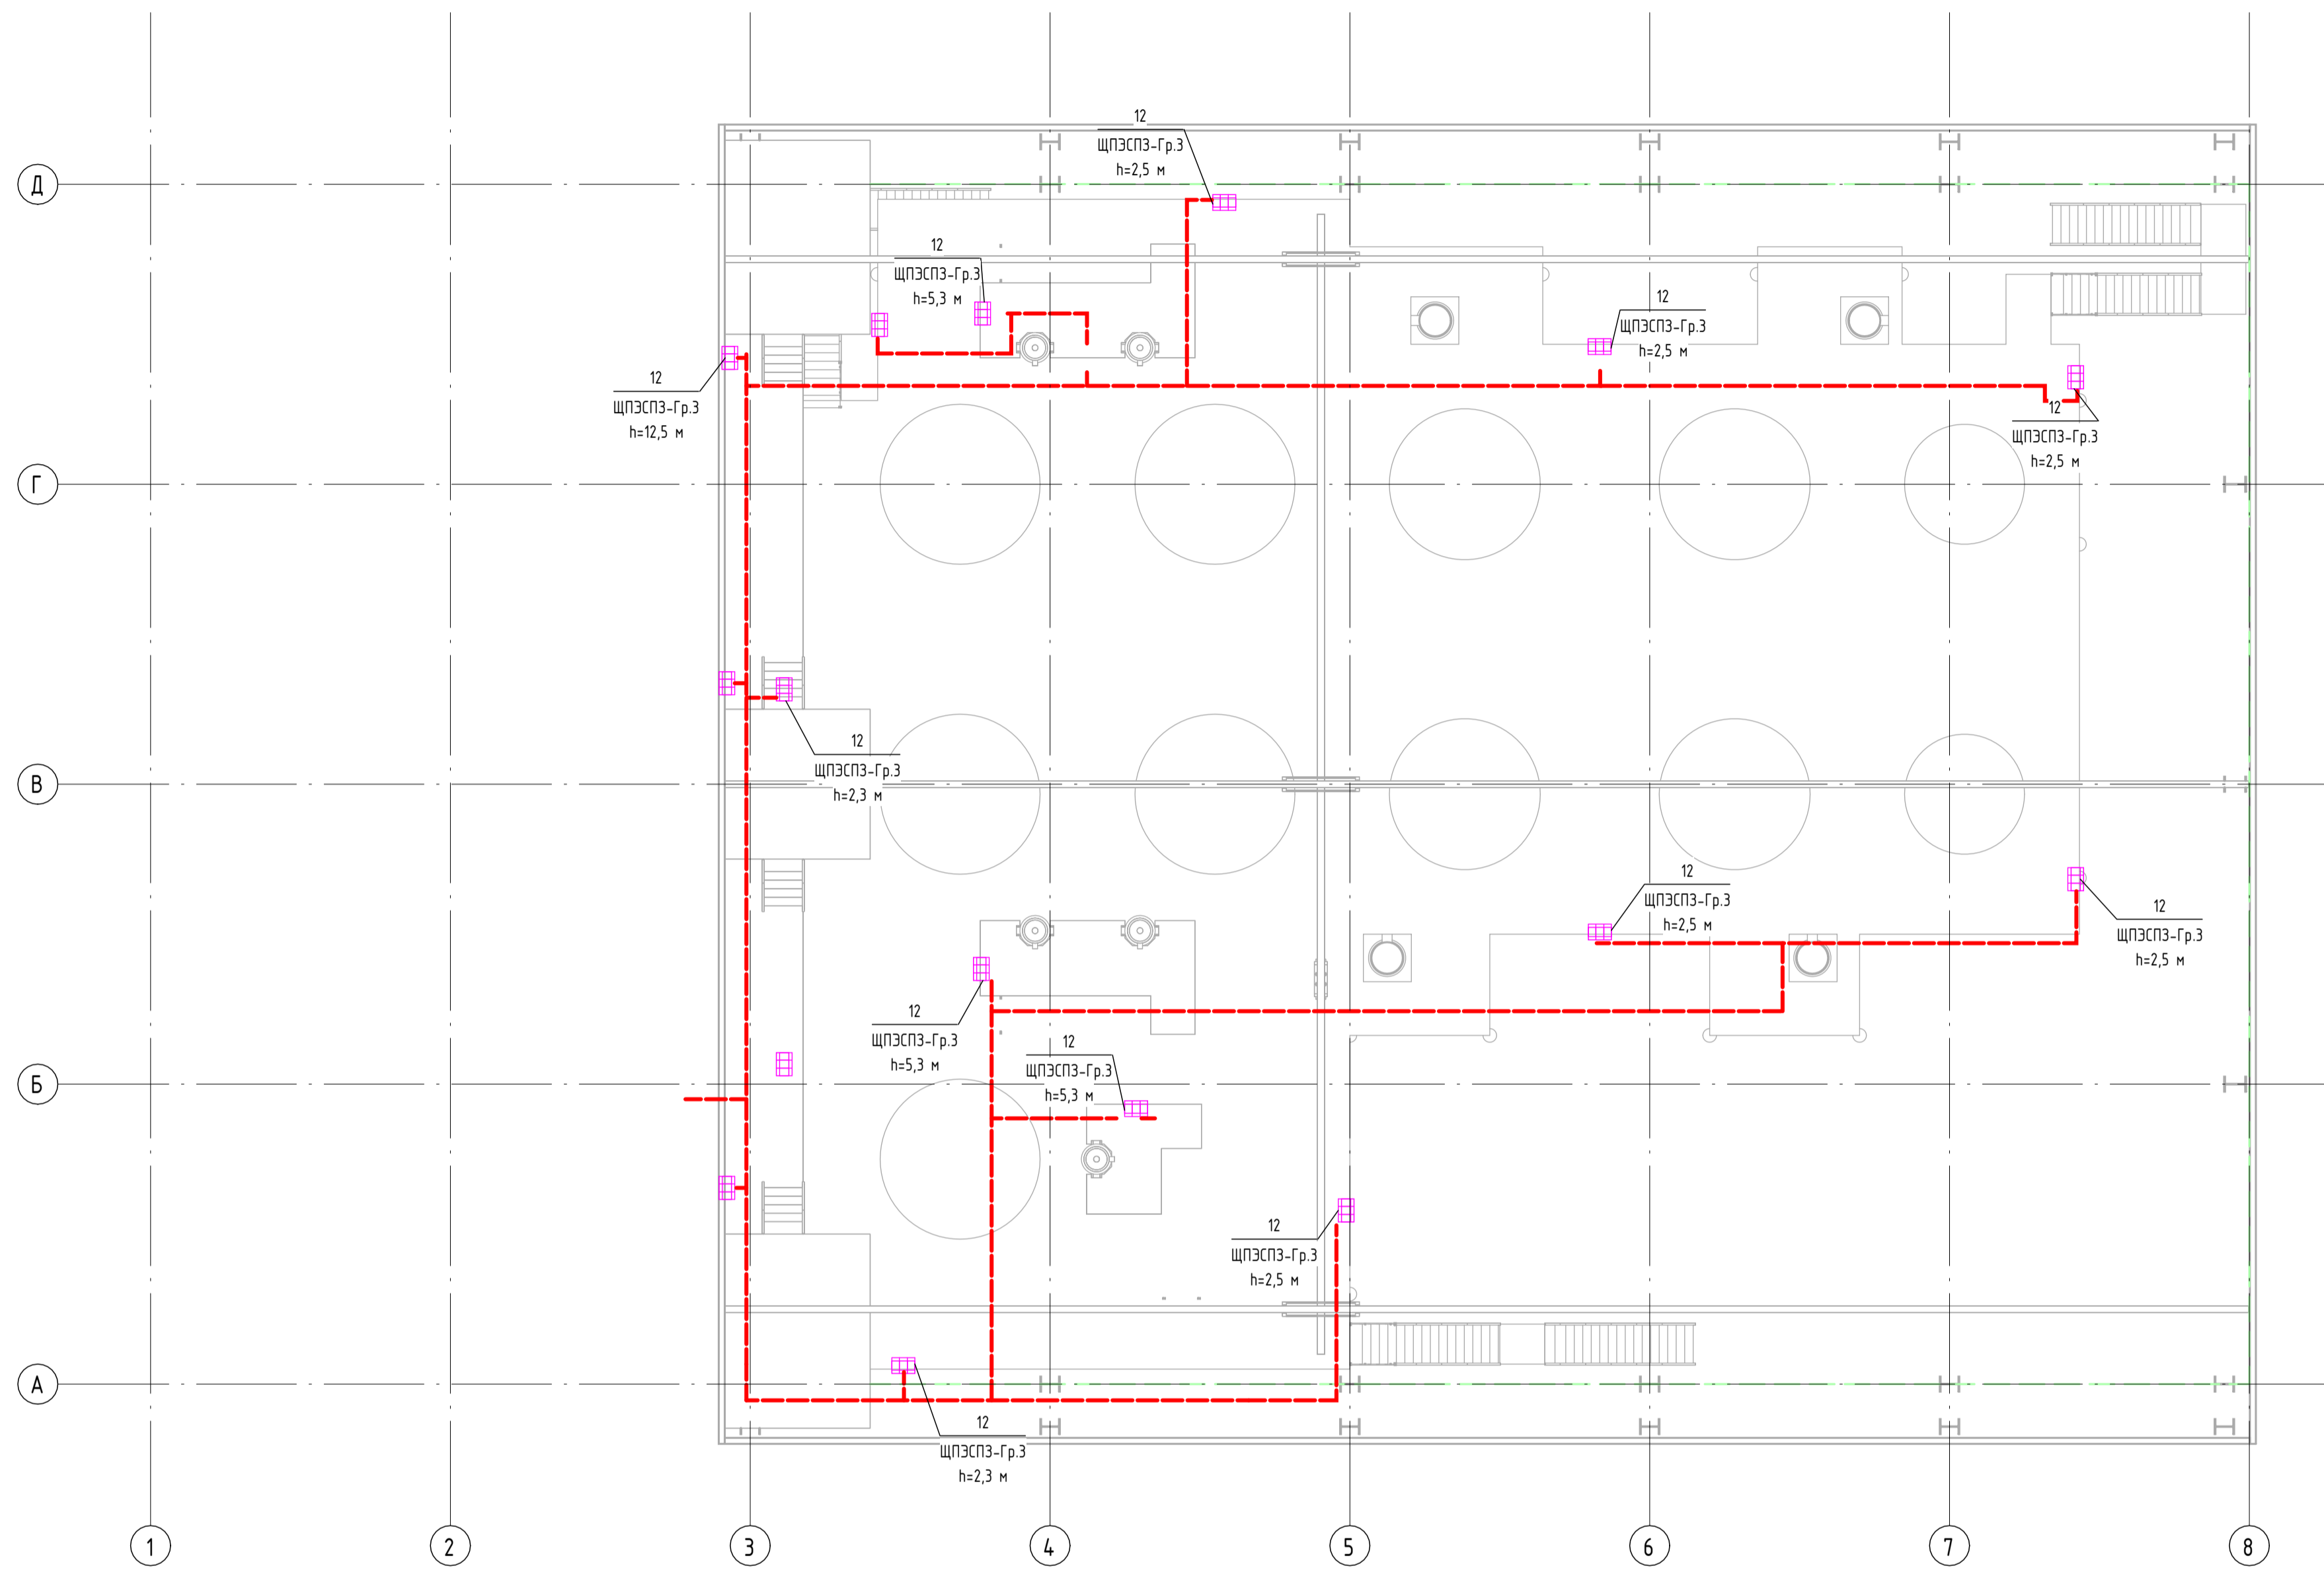 12
ЩПЭСПЗ-Гр.3
h=2,5 м
Д
12
ЩПЭСПЗ-Гр.3
h=5,3 м
12
ЩПЭСПЗ-Гр.3
h=2,5 м
12
ЩПЭСПЗ-Гр.3
h=12,5 м
12
ЩПЭСПЗ-Гр.3
h=2,5 м
Г
12
ЩПЭСПЗ-Гр.3
h=2,3 м
В
12
ЩПЭСПЗ-Гр.3
h=2,5 м
12
ЩПЭСПЗ-Гр.3
h=2,5 м
12
ЩПЭСПЗ-Гр.3
h=5,3 м
12
ЩПЭСПЗ-Гр.3
h=5,3 м
Б
12
ЩПЭСПЗ-Гр.3
h=2,5 м
А
12
ЩПЭСПЗ-Гр.3
h=2,3 м
1 2 3 4 5 6 7 8